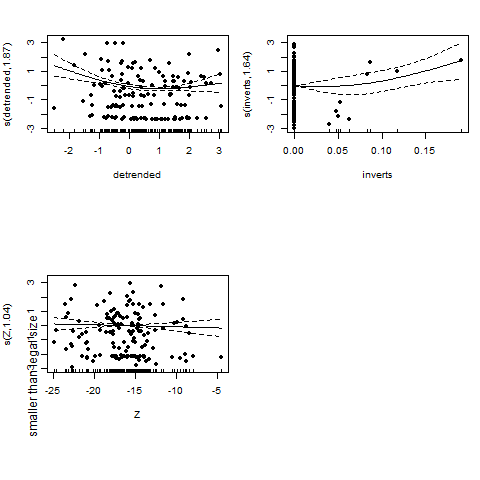 s(detrended,1.87)
3
1
-1
-3
-2 -1 0 1 2 3
detrended
s(inverts,1.64)
3
1
-1
-3
0.00 0.05 0.10 0.15
inverts
s(Z,1.04)
smaller than legal size
3
1
-1
-3
-25 -20 -15 -10 -5
Z